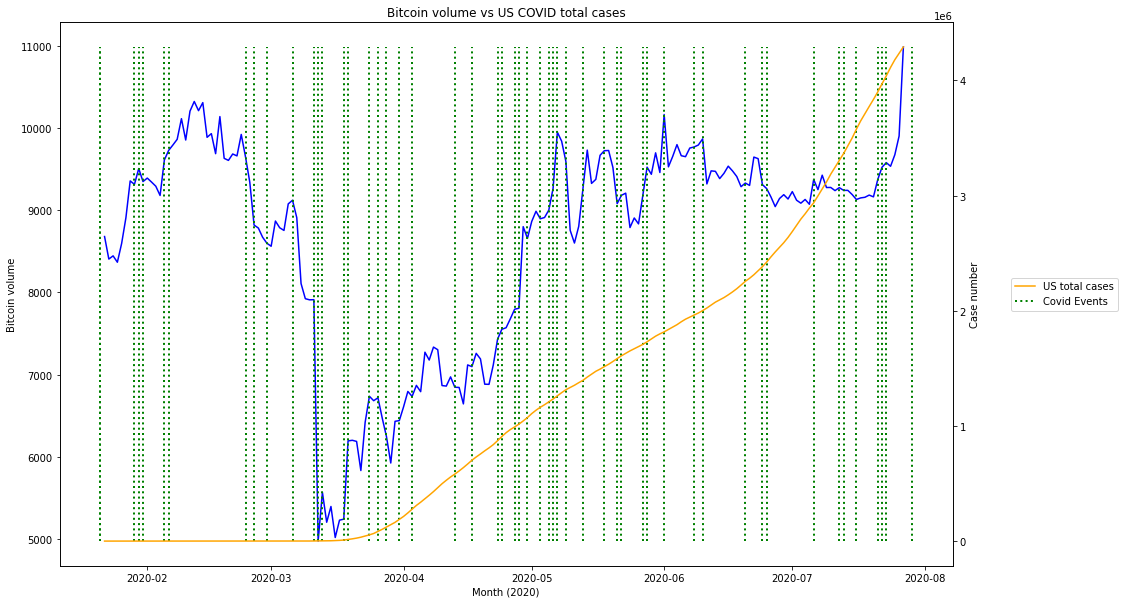 Bitcoin volume vs US COVID total cases
1e6
11000
10000
9000
8000
7000
6000
5000
Bitcoin volume
4
3
2
1
0
Case number
US total cases
Covid Events
2020-02
2020-03
2020-04
2020-05
2020-06
2020-07
2020-08
Month (2020)